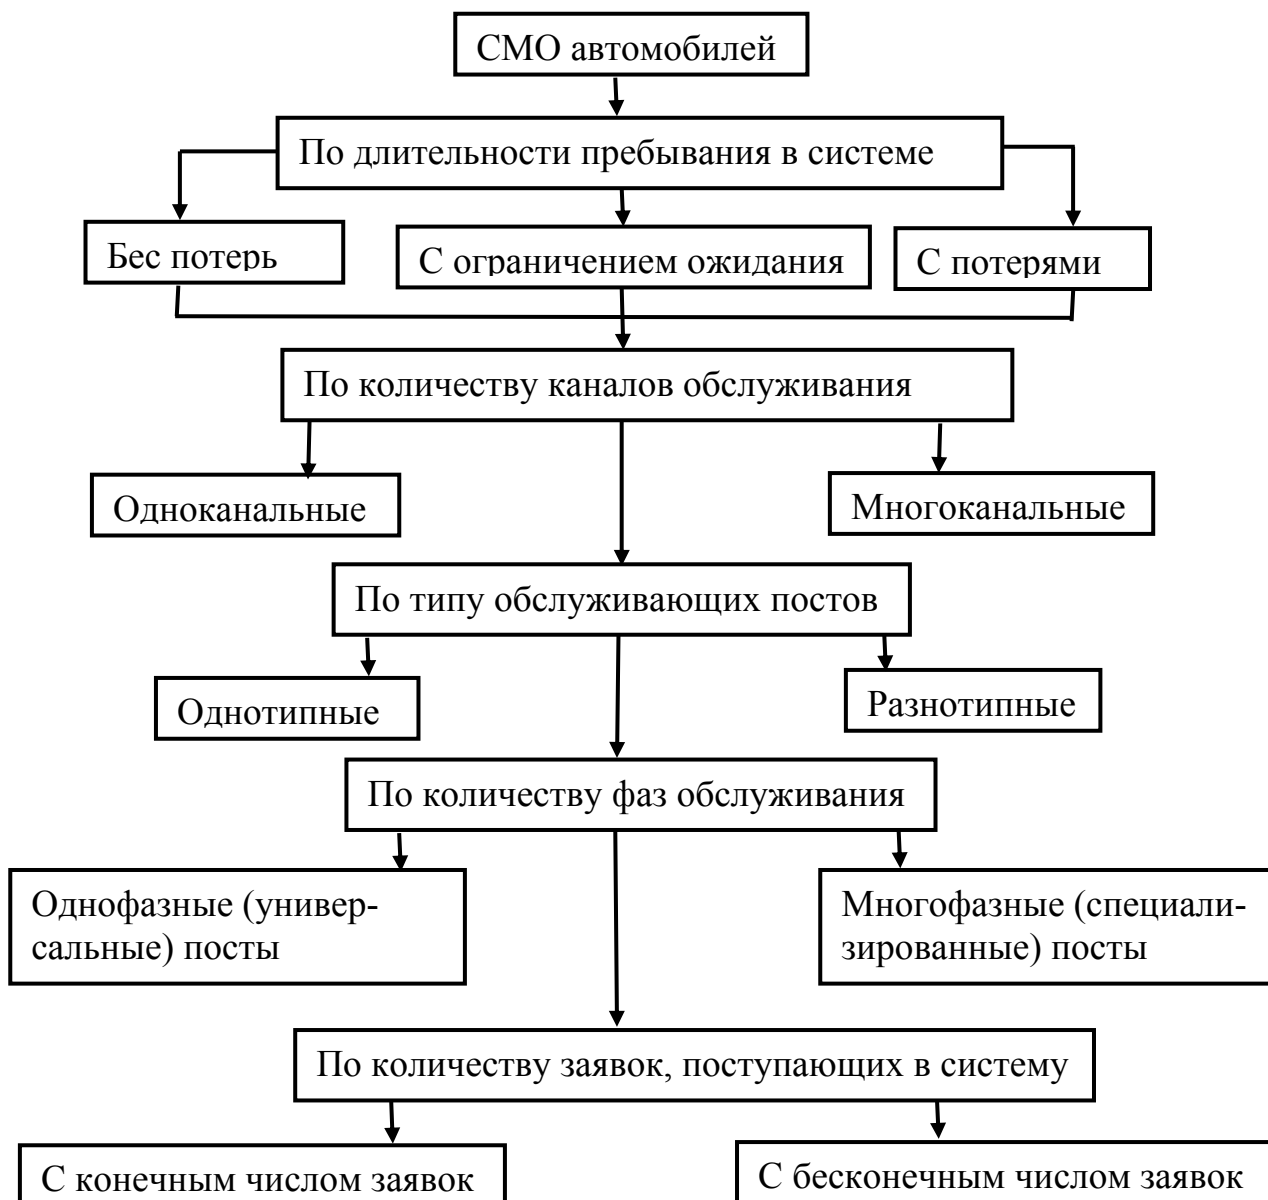 СМО автомобилей
По длительности пребывания в системе
Бес потерь
С ограничением ожидания
С потерями
По количеству каналов обслуживания
Одноканальные
Многоканальные
По типу обслуживающих постов
Однотипные
Разнотипные
По количеству фаз обслуживания
Однофазные (универ-
сальные) посты
Многофазные (специали-
зированные) посты
По количеству заявок, поступающих в систему
С конечным числом заявок
С бесконечным числом заявок